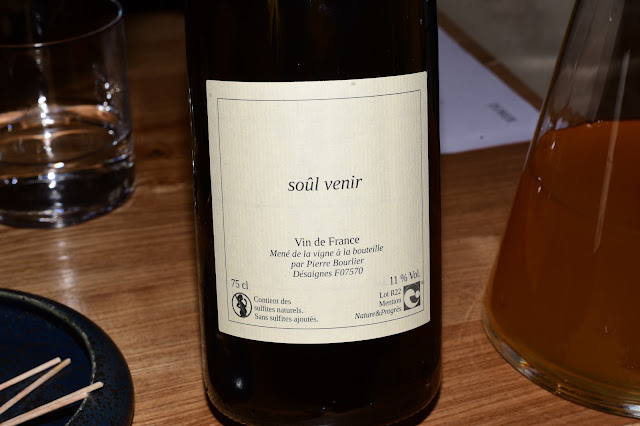 soûl venir
Vin de France
Mené de la vigne à la bouteille
par Pierre Bourlier
Désaignes F07570
75 cl
11 % Vol.
Contient des
sulfites naturels.
Sans sulfites ajoutés.
Lot R22
Mention
Nature&Progrès